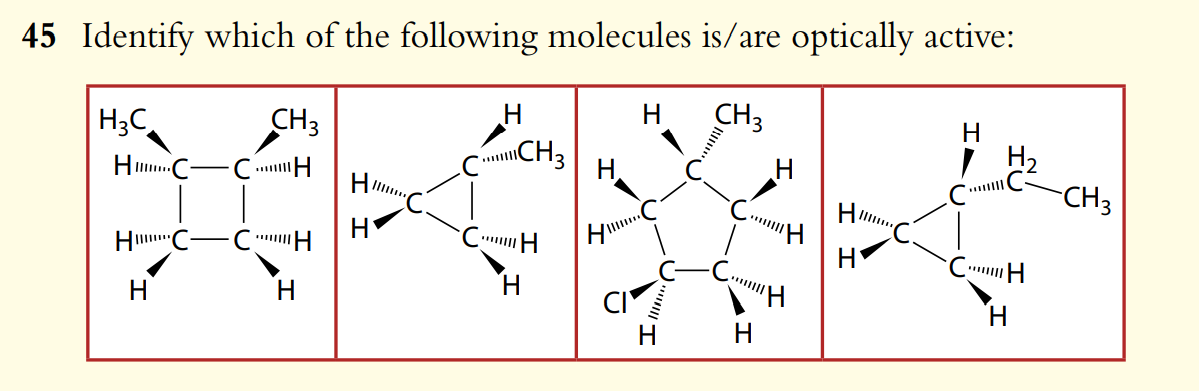 45 Identify which of the following molecules is/are optically active:
H₃C CH₃
H C C H
H C C H
H H
H
C CH₃
H
C
H
C H
H
H CH₃
H C H
C C H
H
C C
Cl H
H H
H
H₂
C C
CH₃
H
C
H
C H
H